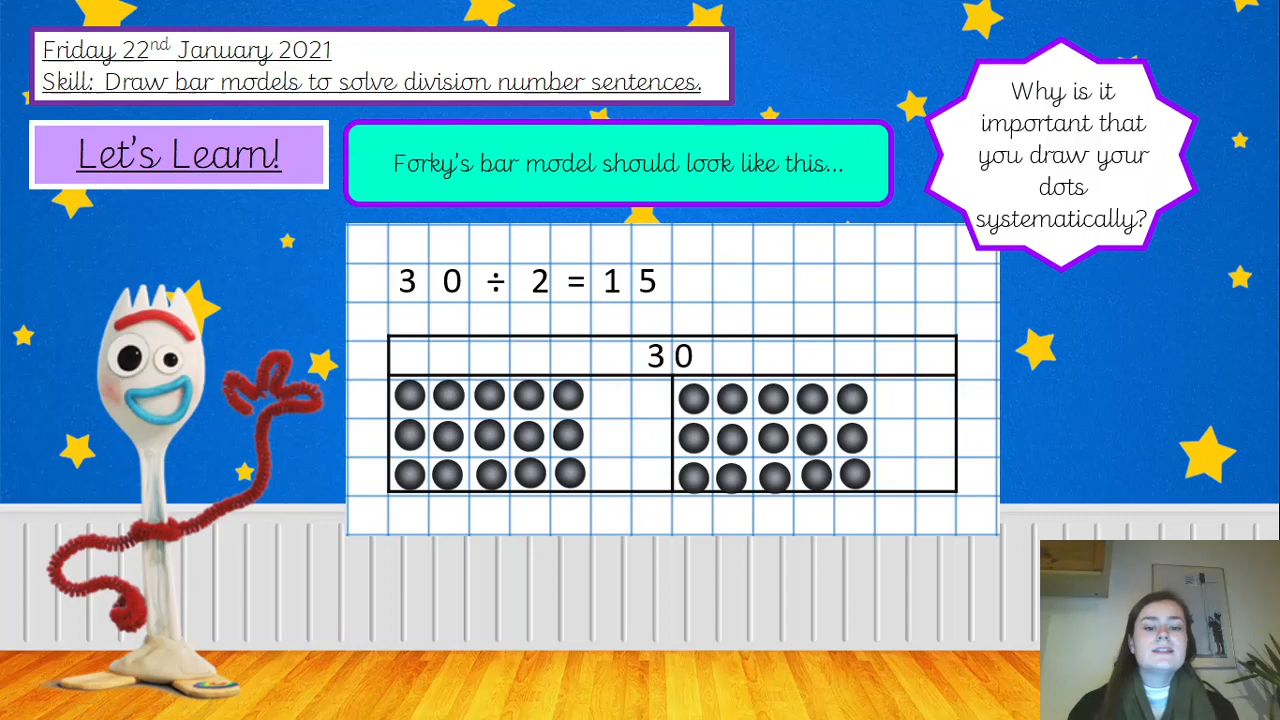 Friday 22nd January 2021
Skill: Draw bar models to solve division number sentences.
Let's Learn!
Forky's bar model should look like this...
Why is it
important that
you draw your
dots
systematically?
30 ÷ 2 = 15
30